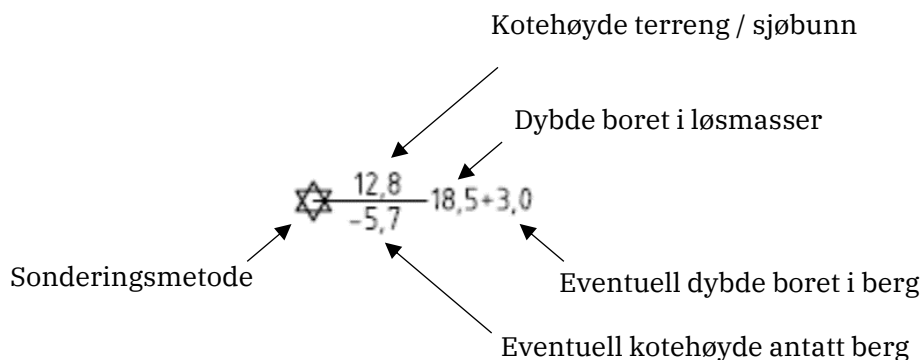 Kotehøyde terreng / sjøbunn
Dybde boret i løsmasser
12,8
18,5+3,0
−5,7
Sonderingsmetode
Eventuell dybde boret i berg
Eventuell kotehøyde antatt berg